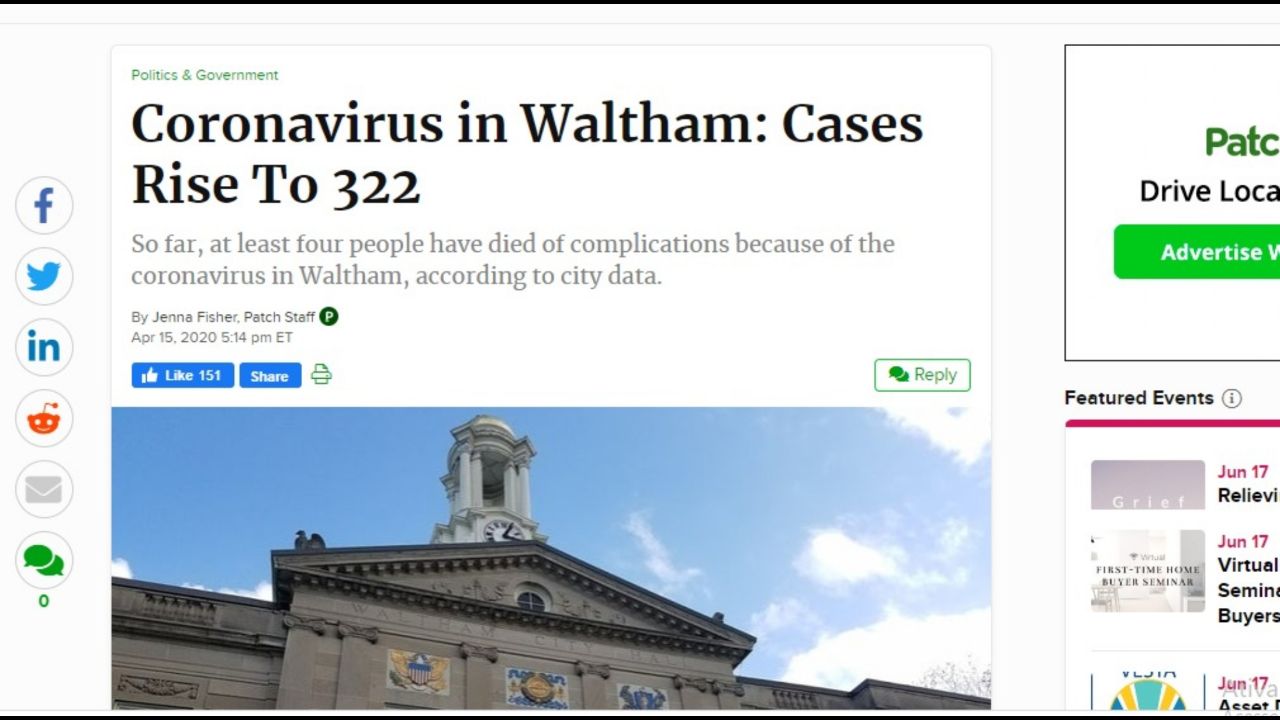 Politics & Government
Coronavirus in Waltham: Cases
Rise To 322
So far, at least four people have died of complications because of the
coronavirus in Waltham, according to city data.
By Jenna Fisher, Patch Staff P
Apr 15, 2020 5:14 pm ET
Like 151 Share
Reply
0
WALTHAM CITY HALL
Patc
Drive Loca
Advertise W
Featured Events
Grief
Jun 17
Relievi
Virtual
FIRST-TIME HOME
BUYER SEMINAR
Jun 17
Virtual
Semina
Buyers
VESTA
Jun 17
Asset